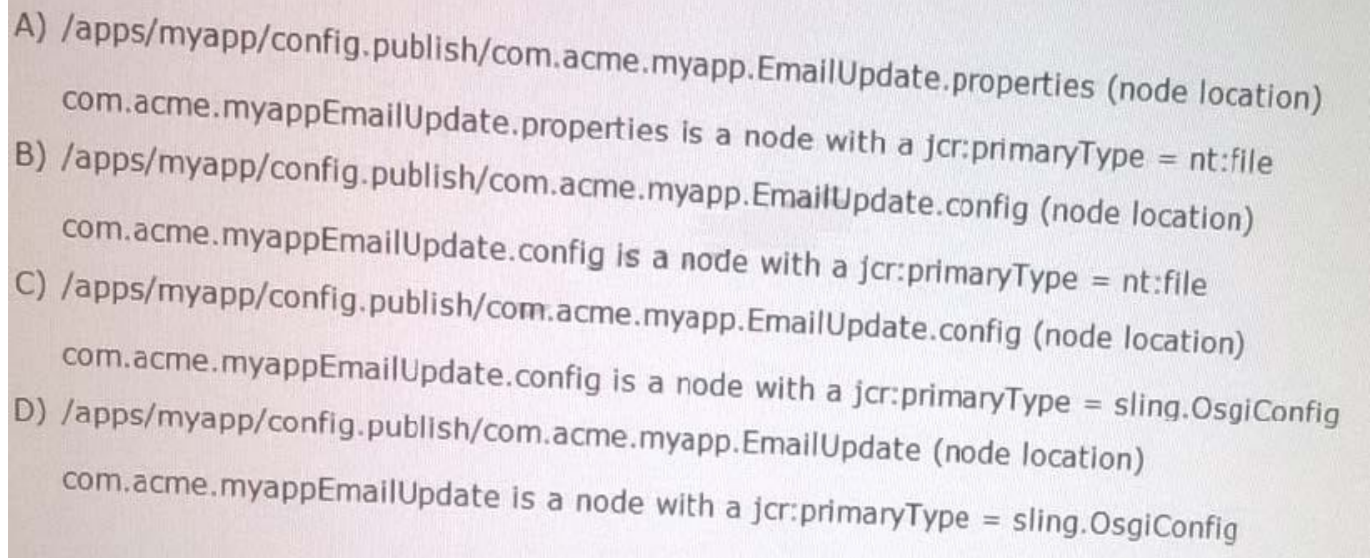 A) /apps/myapp/config.publish/com.acme.myapp.EmailUpdate.properties (node location)
com.acme.myappEmailUpdate.properties is a node with a jcr:primaryType = nt:file
B) /apps/myapp/config.publish/com.acme.myapp.EmailUpdate.config (node location)
com.acme.myappEmailUpdate.config is a node with a jcr:primaryType = nt:file
C) /apps/myapp/config.publish/com.acme.myapp.EmailUpdate.config (node location)
com.acme.myappEmailUpdate.config is a node with a jcr:primaryType = sling.OsgiConfig
D) /apps/myapp/config.publish/com.acme.myapp.EmailUpdate (node location)
com.acme.myappEmailUpdate is a node with a jcr:primaryType = sling.OsgiConfig